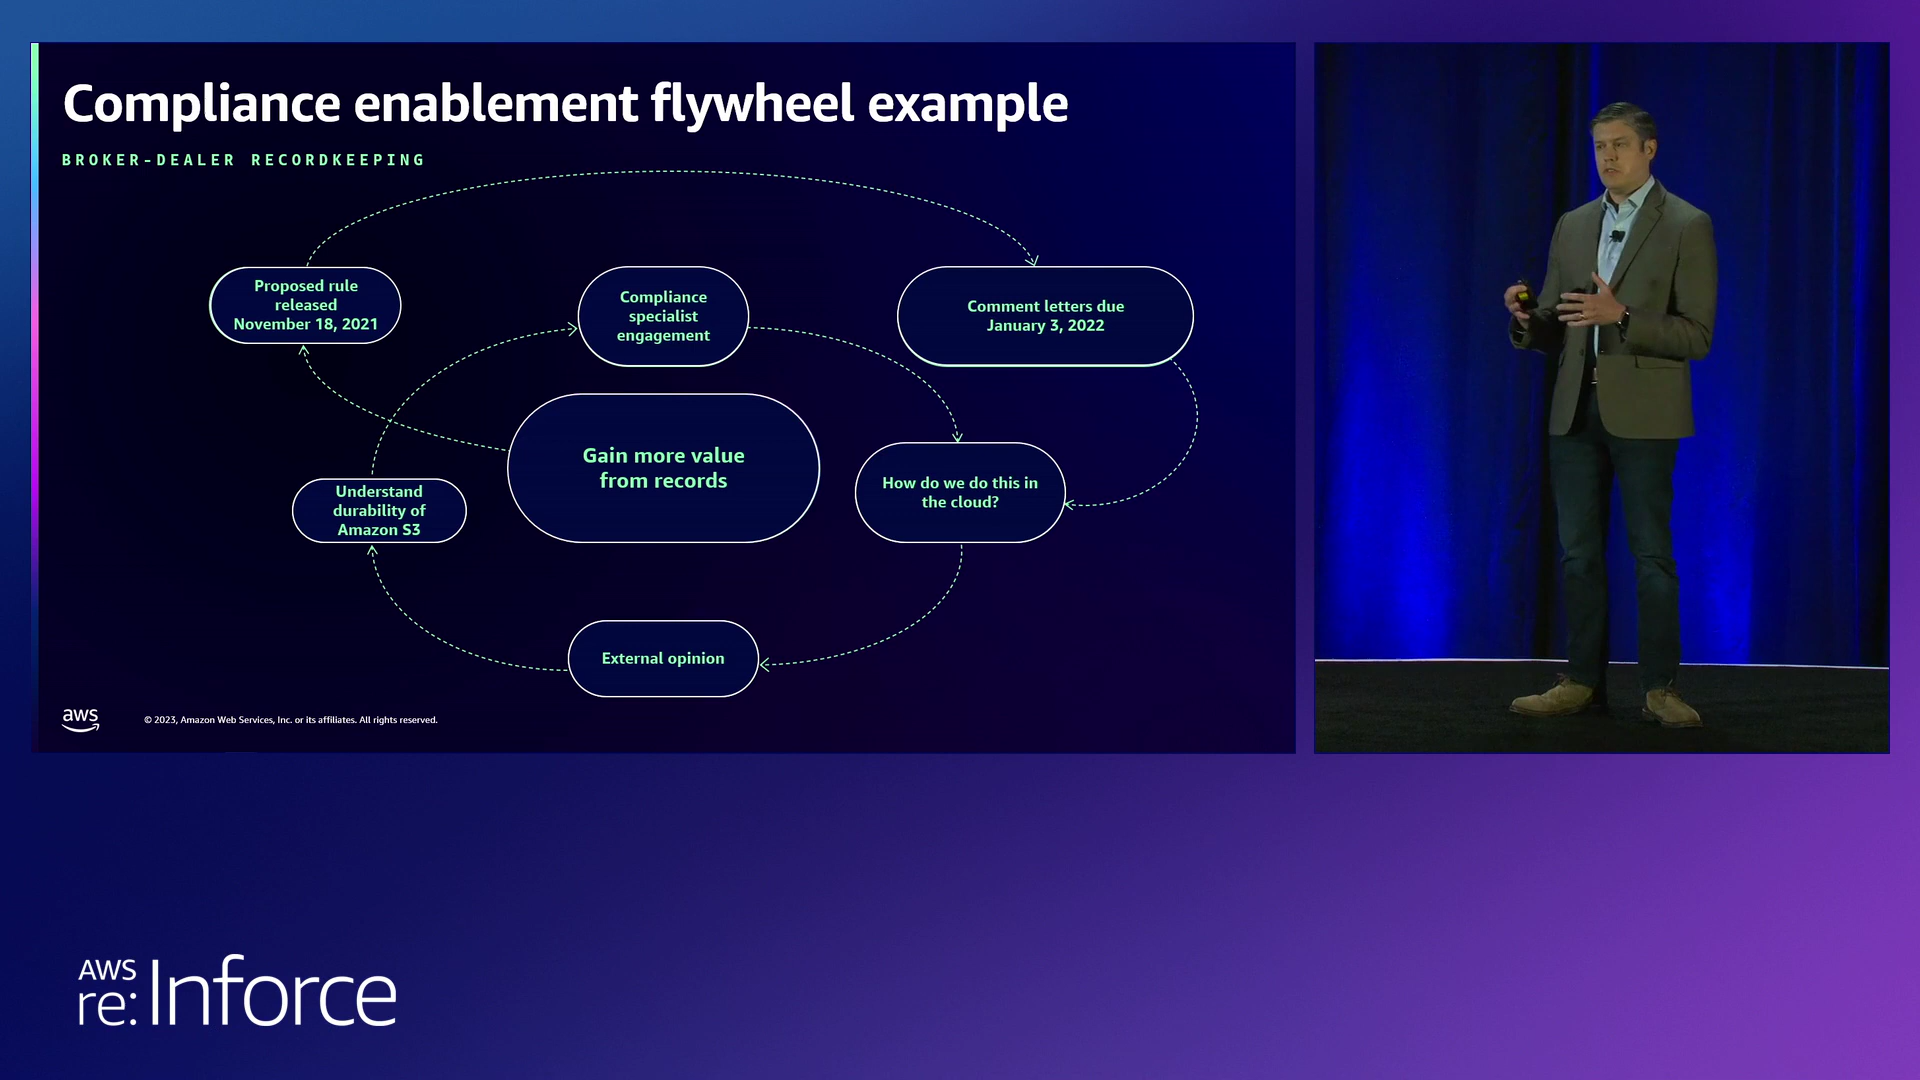 Compliance enablement flywheel example
BROKER-DEALER RECORDKEEPING
Proposed rule
released
November 18, 2021
Compliance
specialist
engagement
Comment letters due
January 3, 2022
Gain more value
from records
How do we do this in
the cloud?
Understand
durability of
Amazon S3
External opinion
aws
© 2023, Amazon Web Services, Inc. or its affiliates. All rights reserved.
AWS
re:Inforce